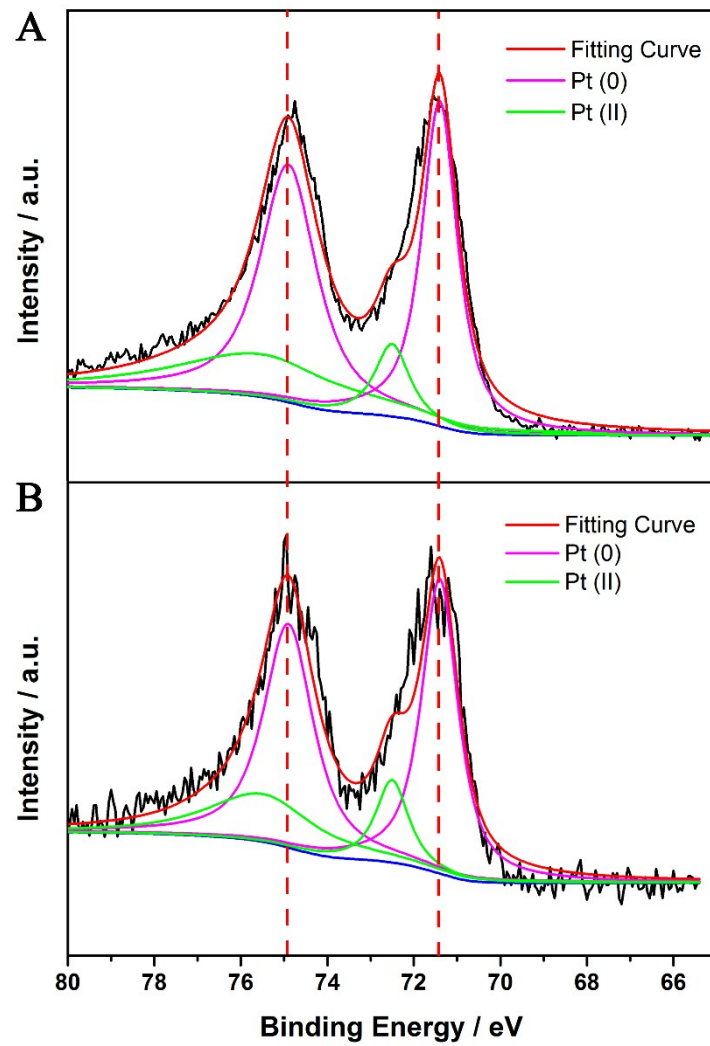 A
Fitting Curve
Pt (0)
Pt (II)
Intensity / a.u.
B
Fitting Curve
Pt (0)
Pt (II)
Intensity / a.u.
80 78 76 74 72 70 68 66
Binding Energy / eV